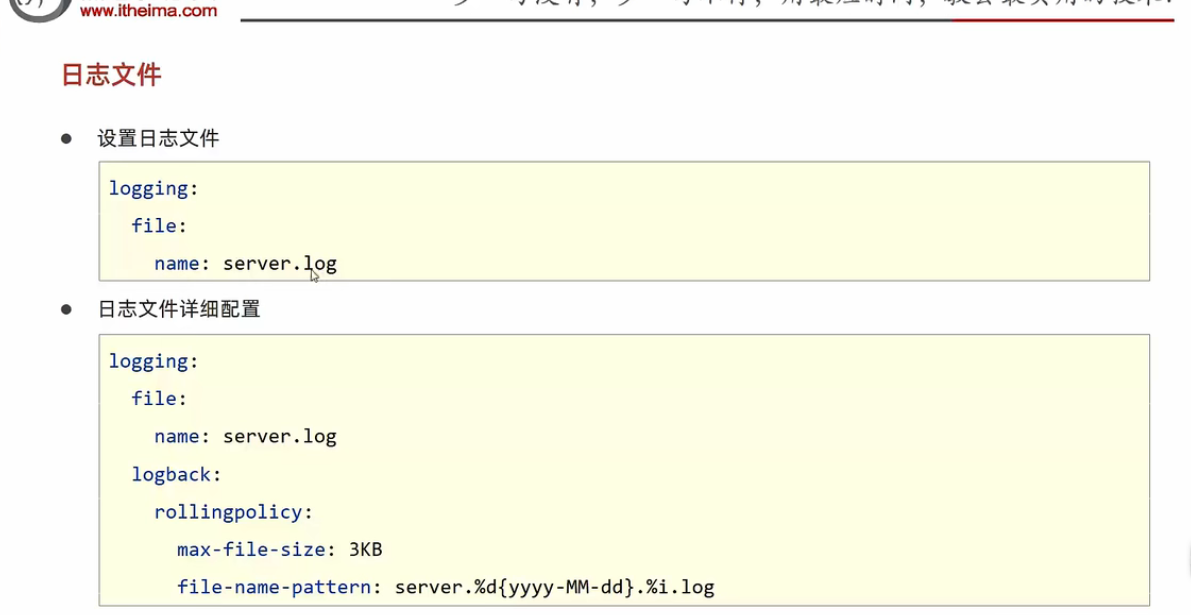 www.itheima.com
日志文件
● 设置日志文件
logging:
  file:
    name: server.log
● 日志文件详细配置
logging:
  file:
    name: server.log
  logback:
    rollingpolicy:
      max-file-size: 3KB
      file-name-pattern: server.%d{yyyy-MM-dd}.%i.log